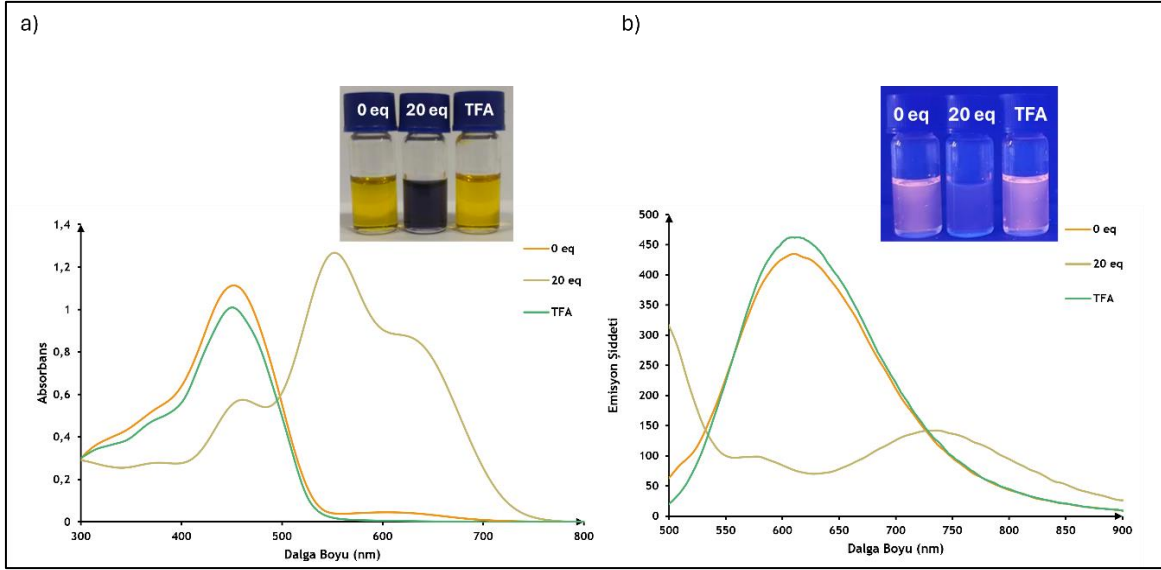 a)
0 eq 20 eq TFA
1,4
1,2
1
0,8
0,6
0,4
0,2
0
300 400 500 600 700 800
Absorbans
Dalga Boyu (nm)
0 eq
20 eq
TFA
b)
0 eq 20 eq TFA
500
450
400
350
300
250
200
150
100
50
0
500 550 600 650 700 750 800 850 900
Emisyon Şiddeti
Dalga Boyu (nm)
0 eq
20 eq
TFA